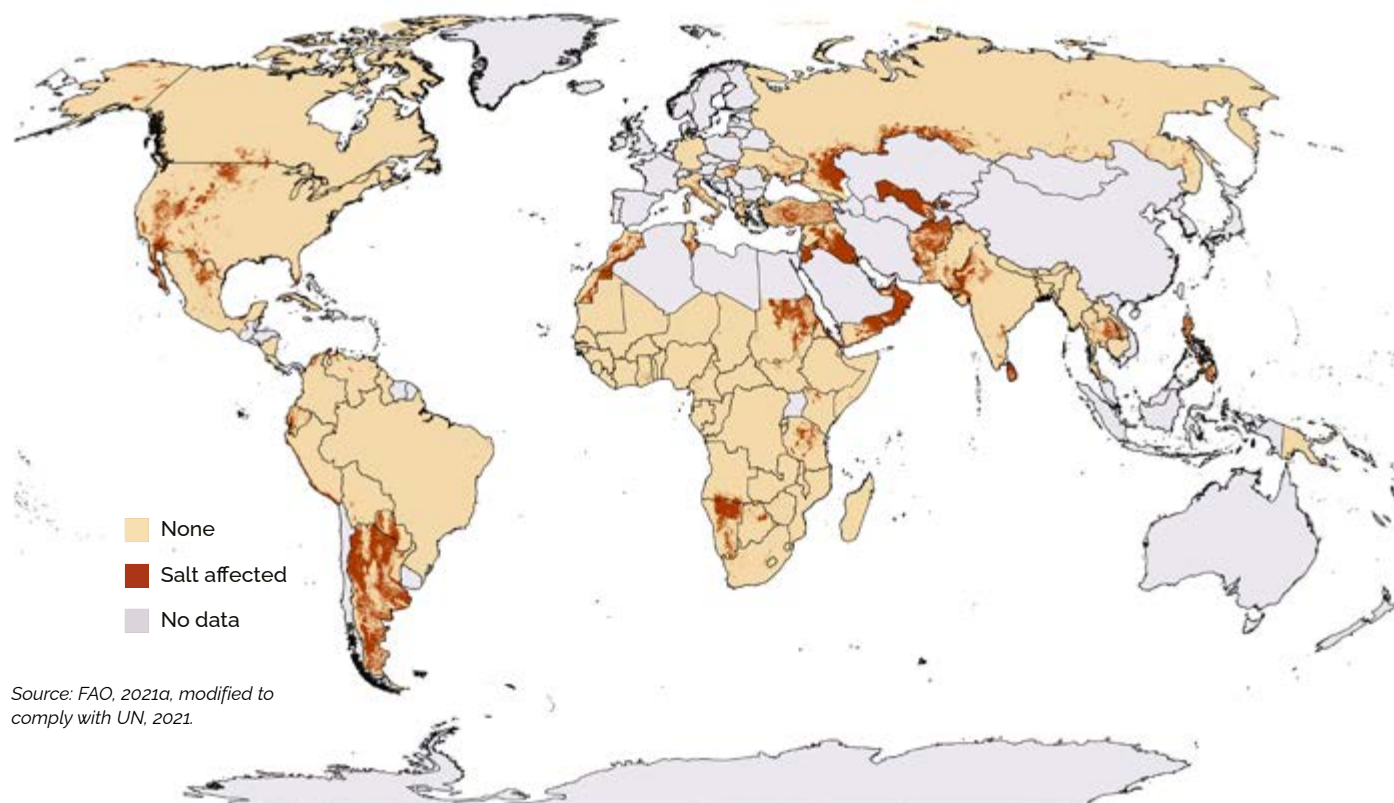 None
Salt affected
No data
Source: FAO, 2021a, modified to
comply with UN, 2021.